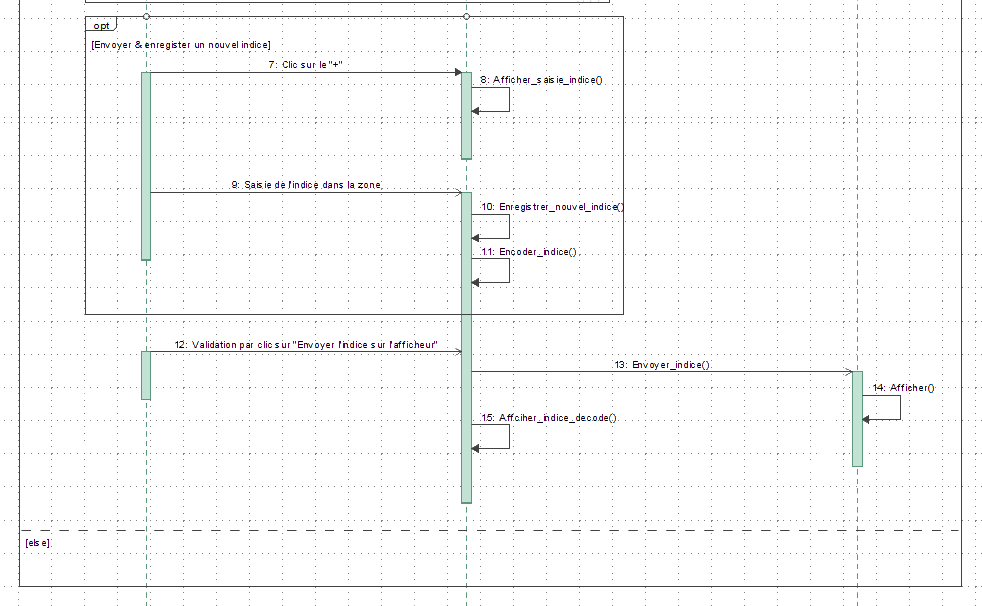 opt
[Envoyer & enregister un nouvel indice]
7: Clic sur le "+"
8: Afficher_saisie_indice()
9: Saisie de l'indice dans la zone
10: Enregistrer_nouvel_indice()
11: Encoder_indice()
12: Validation par clic sur "Envoyer l'indice sur l'afficheur"
13: Envoyer_indice()
14: Afficher()
15: Affciher_indice_decode()
[else]